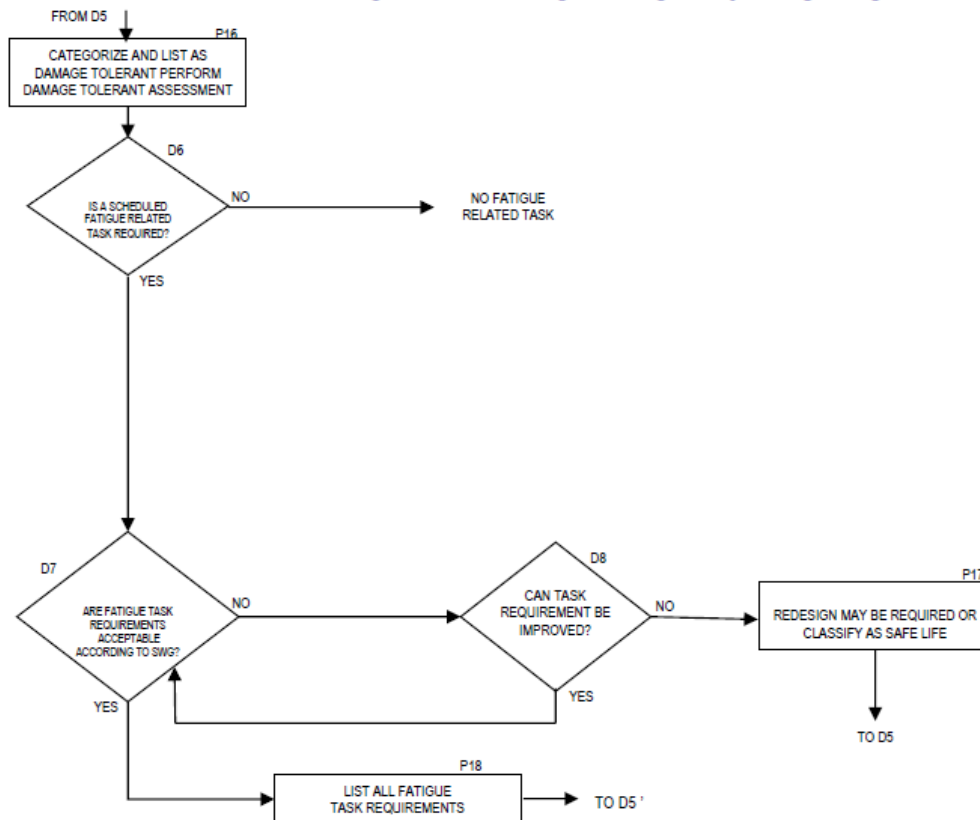 FROM D5
P16
CATEGORIZE AND LIST AS
DAMAGE TOLERANT PERFORM
DAMAGE TOLERANT ASSESSMENT
D6
IS A SCHEDULED
FATIGUE RELATED
TASK REQUIRED?
NO
NO FATIGUE
RELATED TASK
YES
D7
ARE FATIGUE TASK
REQUIREMENTS
ACCEPTABLE
ACCORDING TO SWG?
NO
D8
CAN TASK
REQUIREMENT BE
IMPROVED?
NO
P17
REDESIGN MAY BE REQUIRED OR
CLASSIFY AS SAFE LIFE
YES
YES
TO D5
P18
LIST ALL FATIGUE
TASK REQUIREMENTS
TO D5 '